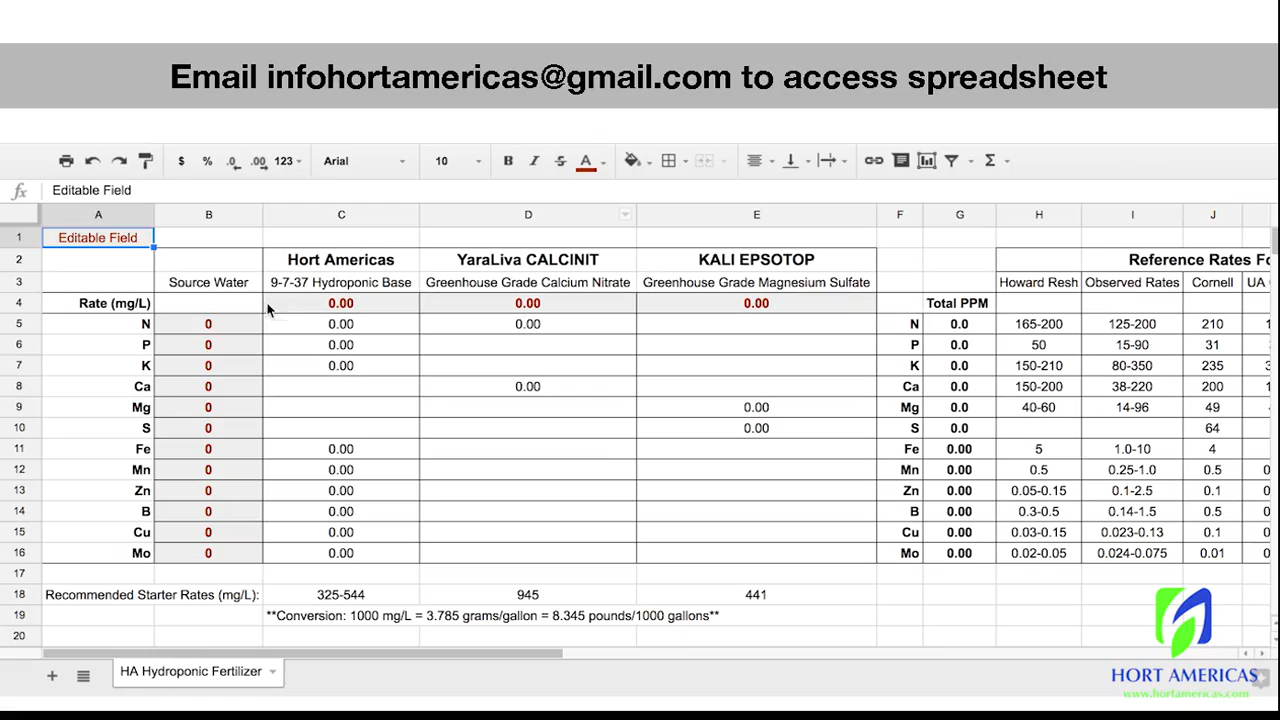 Email infohortamericas@gmail.com to access spreadsheet
$ % .0 .00 123 Arial 10 B I S A Σ
fx Editable Field
A B C D E F G H I J
1 Editable Field
2 Hort Americas YaraLiva CALCINIT KALI EPSOTOP Reference Rates Fo
3 Source Water 9-7-37 Hydroponic Base Greenhouse Grade Calcium Nitrate Greenhouse Grade Magnesium Sulfate Howard Resh Observed Rates Cornell UA
4 Rate (mg/L) 0.00 0.00 0.00 Total PPM
5 N 0 0.00 0.00 N 0.0 165-200 125-200 210
6 P 0 0.00 P 0.0 50 15-90 31
7 K 0 0.00 K 0.0 150-210 80-350 235
8 Ca 0 0.00 Ca 0.0 150-200 38-220 200
9 Mg 0 0.00 Mg 0.0 40-60 14-96 49
10 S 0 0.00 S 0.0 64
11 Fe 0 0.00 Fe 0.00 5 1.0-10 4
12 Mn 0 0.00 Mn 0.00 0.5 0.25-1.0 0.5
13 Zn 0 0.00 Zn 0.00 0.05-0.15 0.1-2.5 0.1
14 B 0 0.00 B 0.00 0.3-0.5 0.14-1.5 0.5
15 Cu 0 0.00 Cu 0.00 0.03-0.15 0.023-0.13 0.1
16 Mo 0 0.00 Mo 0.00 0.02-0.05 0.024-0.075 0.01
17
18 Recommended Starter Rates (mg/L): 325-544 945 441
19 **Conversion: 1000 mg/L = 3.785 grams/gallon = 8.345 pounds/1000 gallons**
20
+ HA Hydroponic Fertilizer
HORT AMERICAS
www.hortamericas.com